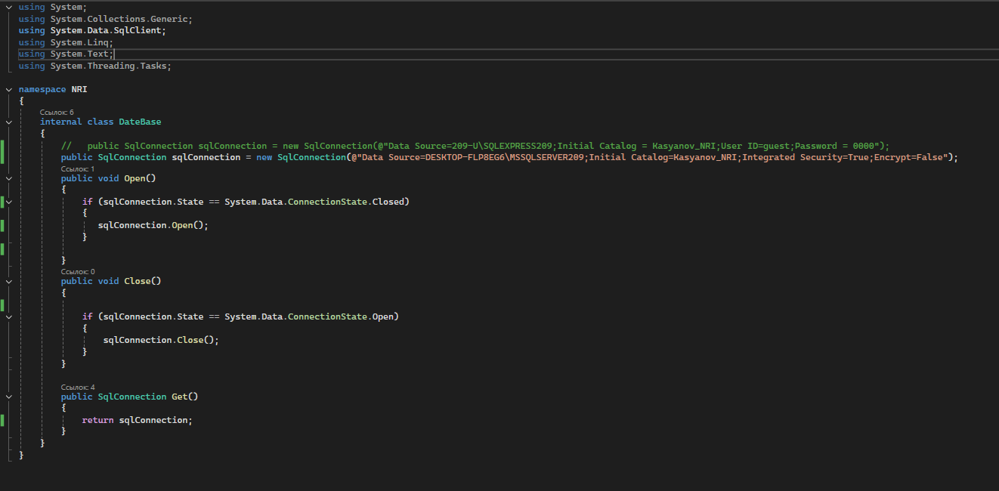 using System;
using System.Collections.Generic;
using System.Data.SqlClient;
using System.Linq;
using System.Text;
using System.Threading.Tasks;
namespace NRI
{
Ссылок: 6
internal class DateBase
{
//   public SqlConnection sqlConnection = new SqlConnection(@"Data Source=209-U\SQLEXPRESS209;Initial Catalog = Kasyanov_NRI;User ID=guest;Password = 0000");
public SqlConnection sqlConnection = new SqlConnection(@"Data Source=DESKTOP-FLP8EG6\MSSQLSERVER209;Initial Catalog=Kasyanov_NRI;Integrated Security=True;Encrypt=False");
Ссылок: 1
public void Open()
{
if (sqlConnection.State == System.Data.ConnectionState.Closed)
{
sqlConnection.Open();
}
}
Ссылок: 0
public void Close()
{
if (sqlConnection.State == System.Data.ConnectionState.Open)
{
sqlConnection.Close();
}
}
Ссылок: 4
public SqlConnection Get()
{
return sqlConnection;
}
}
}